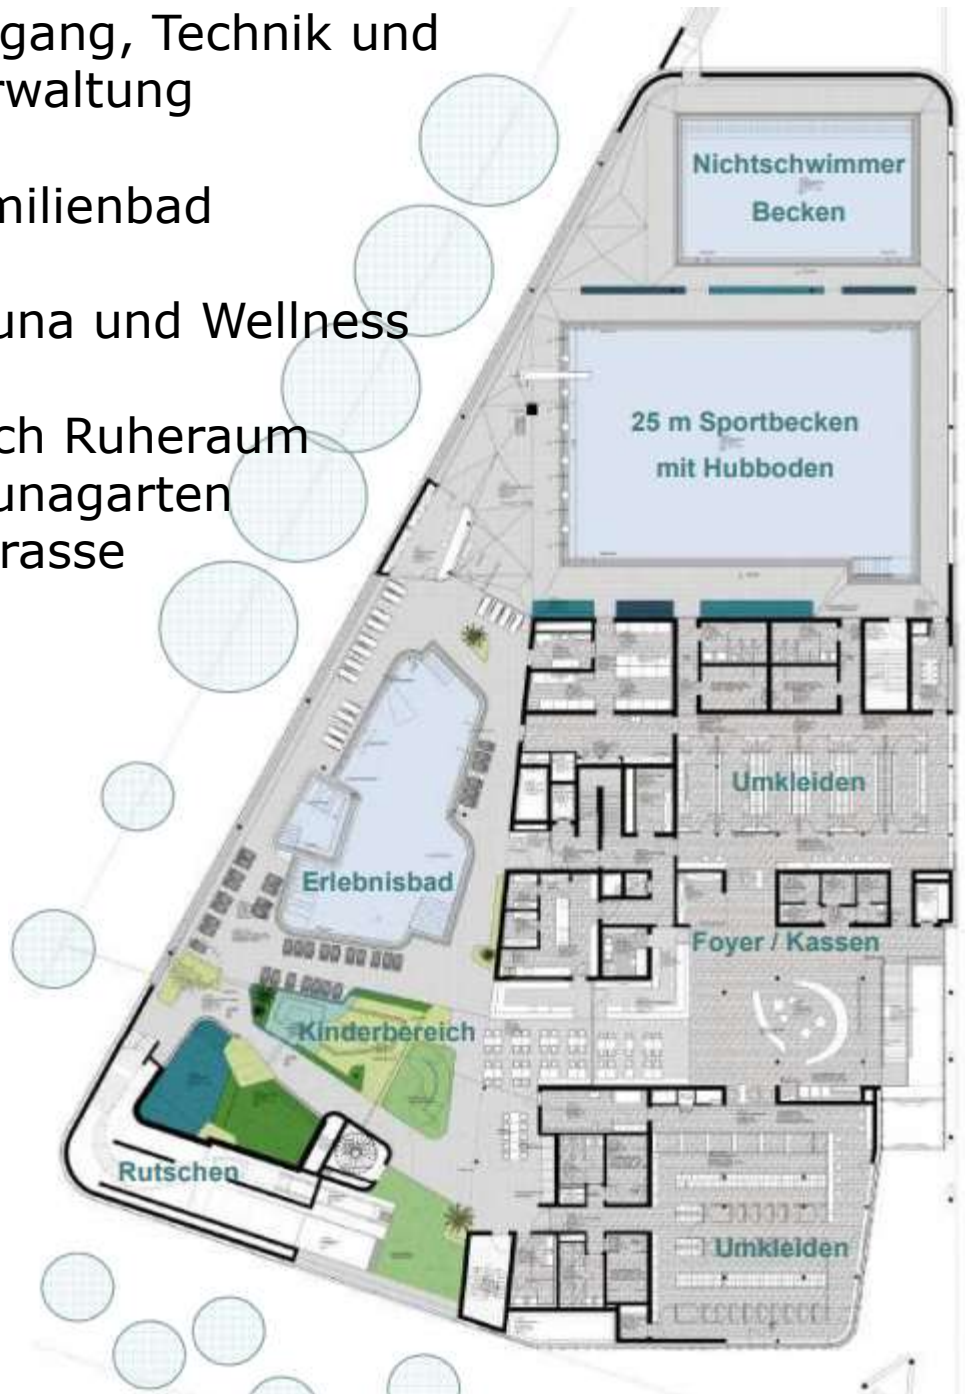 gang, Technik und
rwaltung
milienbad
una und Wellness
ch Ruheraum
unagarten
rrasse
Nichtschwimmer
Becken
25 m Sportbecken
mit Hubboden
Umkleiden
Erlebnisbad
Foyer / Kassen
Kinderbereich
Rutschen
Umkleiden